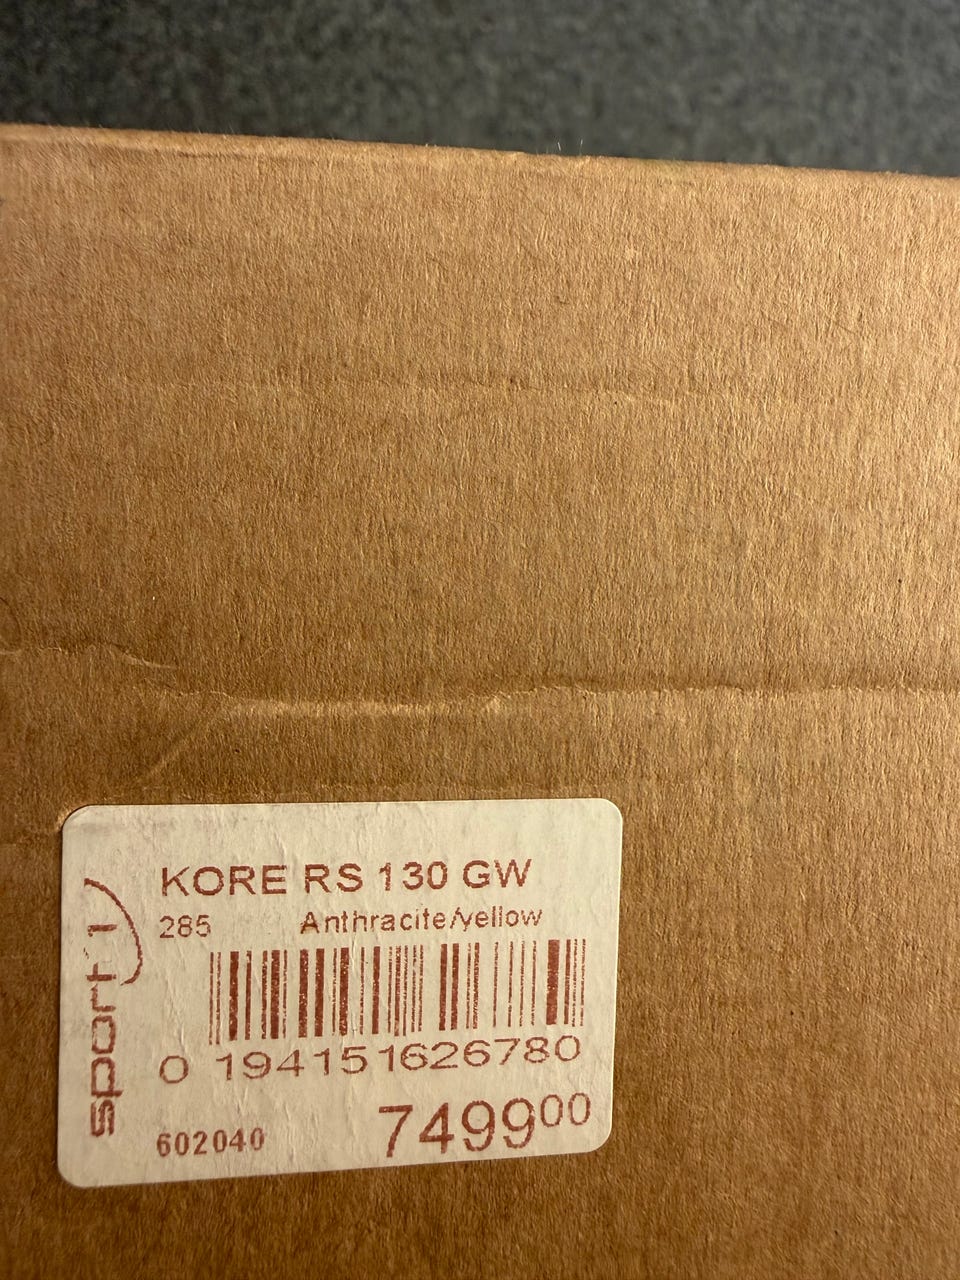 sport 1
KORE RS 130 GW
285 Anthracite/yellow
0 194151626780
602040 749900